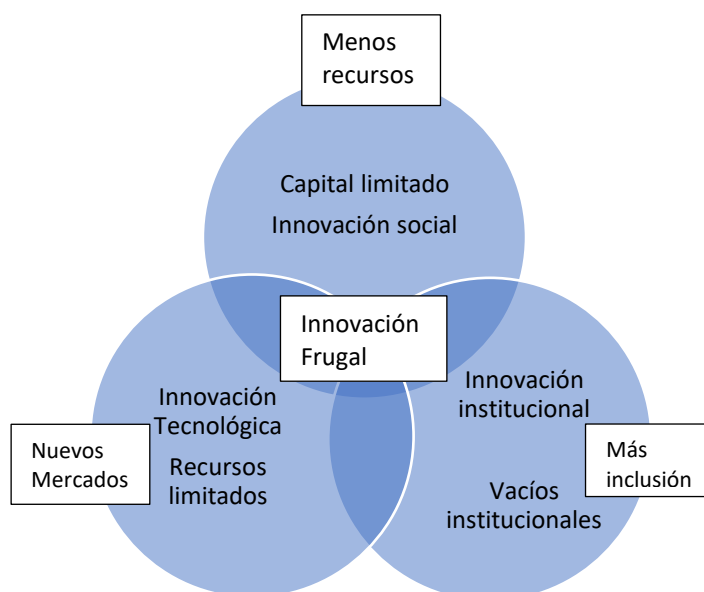 Menos
recursos
Capital limitado
Innovación social
Innovación
Frugal
Innovación
Tecnológica
Recursos
limitados
Nuevos
Mercados
Innovación
institucional
Vacíos
institucionales
Más
inclusión